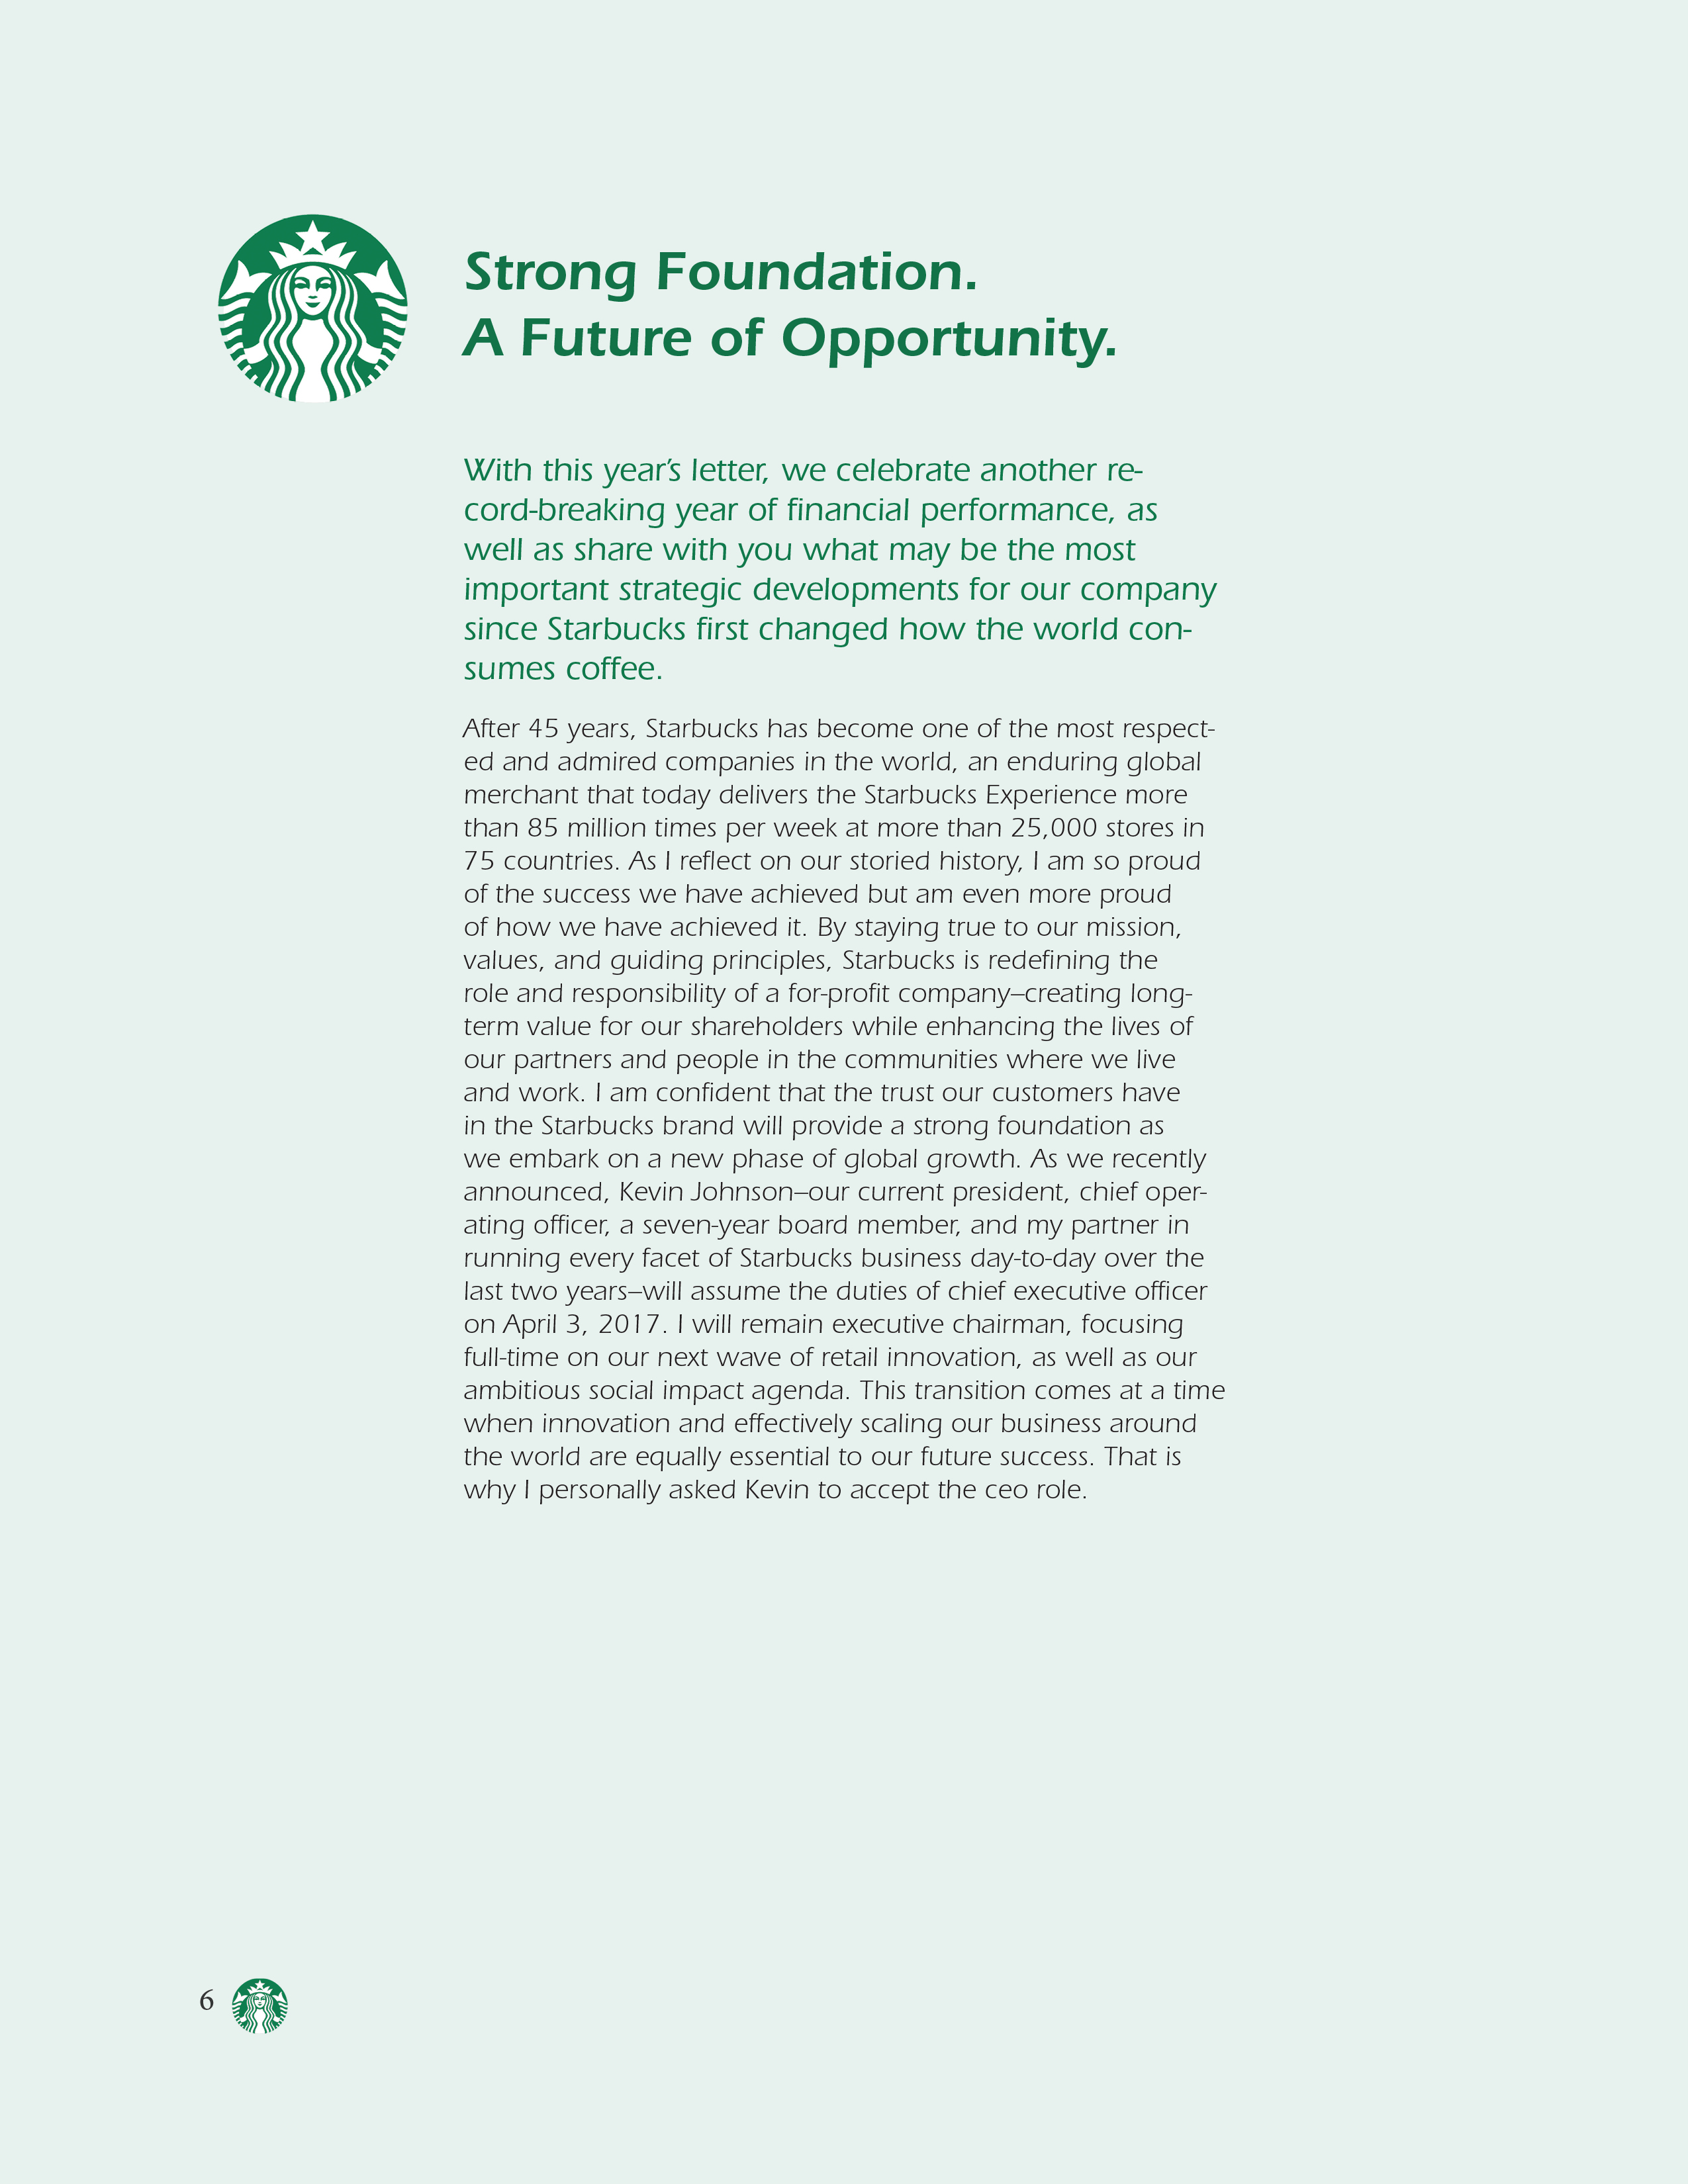 Strong Foundation.
A Future of Opportunity.
With this year's letter, we celebrate another re-
cord-breaking year of financial performance, as
well as share with you what may be the most
important strategic developments for our company
since Starbucks first changed how the world con-
sumes coffee.
After 45 years, Starbucks has become one of the most respect-
ed and admired companies in the world, an enduring global
merchant that today delivers the Starbucks Experience more
than 85 million times per week at more than 25,000 stores in
75 countries. As I reflect on our storied history, I am so proud
of the success we have achieved but am even more proud
of how we have achieved it. By staying true to our mission,
values, and guiding principles, Starbucks is redefining the
role and responsibility of a for-profit company–creating long-
term value for our shareholders while enhancing the lives of
our partners and people in the communities where we live
and work. I am confident that the trust our customers have
in the Starbucks brand will provide a strong foundation as
we embark on a new phase of global growth. As we recently
announced, Kevin Johnson–our current president, chief oper-
ating officer, a seven-year board member, and my partner in
running every facet of Starbucks business day-to-day over the
last two years–will assume the duties of chief executive officer
on April 3, 2017. I will remain executive chairman, focusing
full-time on our next wave of retail innovation, as well as our
ambitious social impact agenda. This transition comes at a time
when innovation and effectively scaling our business around
the world are equally essential to our future success. That is
why I personally asked Kevin to accept the ceo role.
6